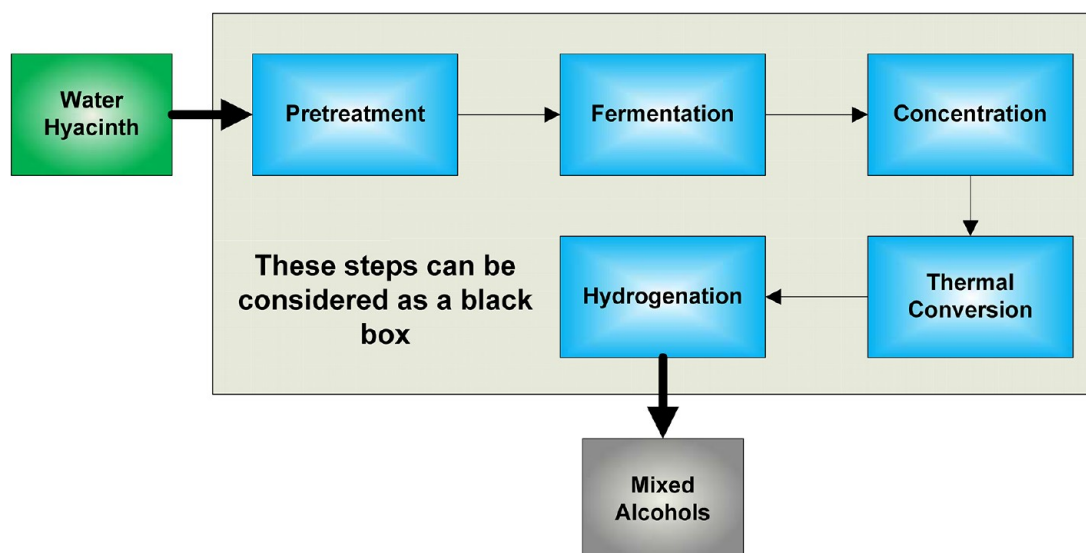 Water
Hyacinth
Pretreatment
Fermentation
Concentration
These steps can be
considered as a black
box
Hydrogenation
Thermal
Conversion
Mixed
Alcohols